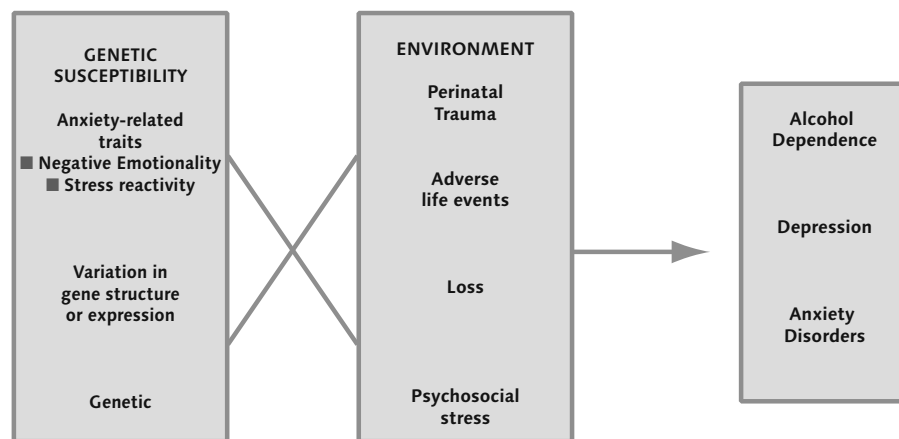 GENETIC
SUSCEPTIBILITY
Anxiety-related
traits
■ Negative Emotionality
■ Stress reactivity
Variation in
gene structure
or expression
Genetic
ENVIRONMENT
Perinatal
Trauma
Adverse
life events
Loss
Psychosocial
stress
Alcohol
Dependence
Depression
Anxiety
Disorders